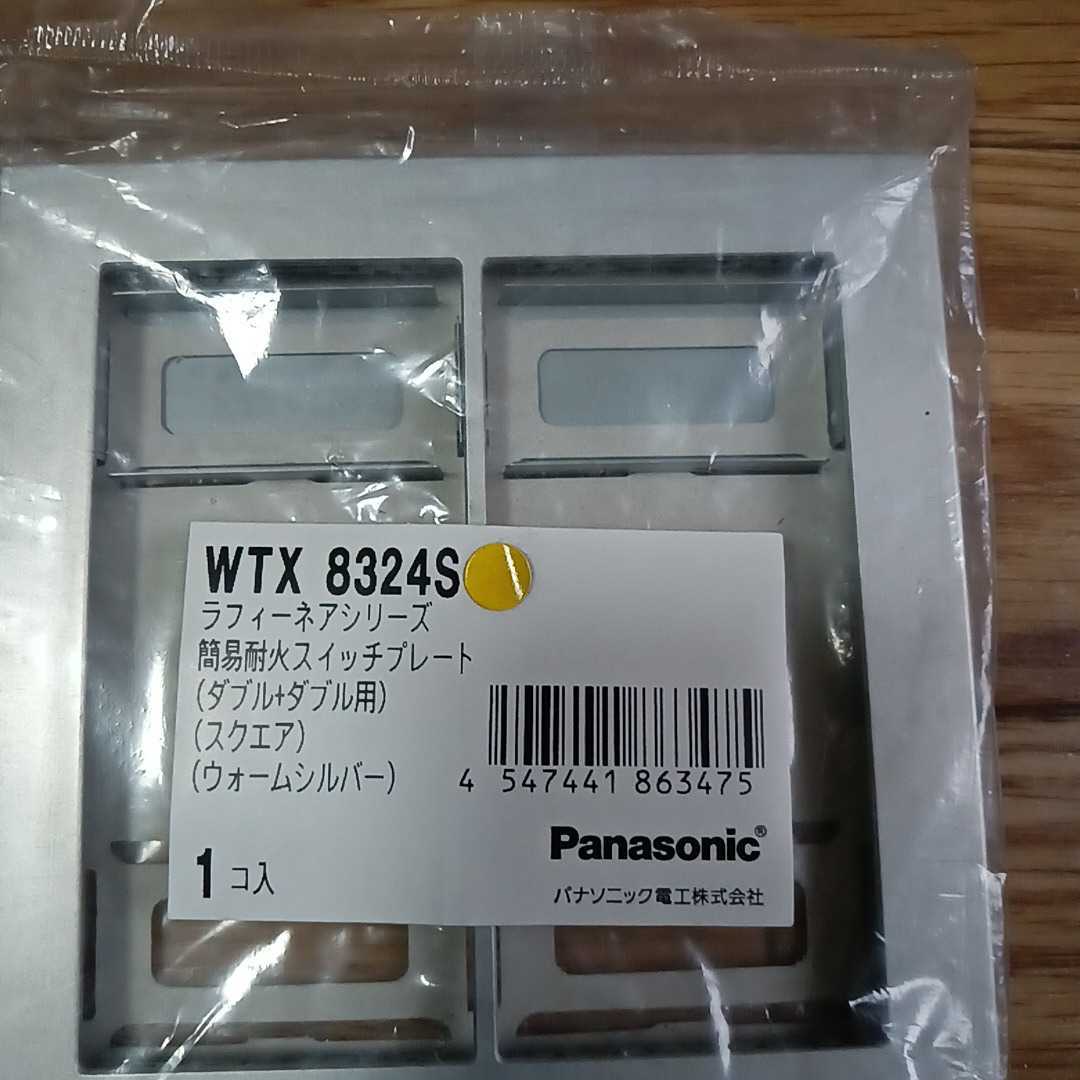 WTX 8324S
ラフィーネアシリーズ
簡易耐火スイッチプレート
(ダブル+ダブル用)
(スクエア)
(ウォームシルバー)
4 547441 863475
1コ入
Panasonic®
パナソニック電工株式会社